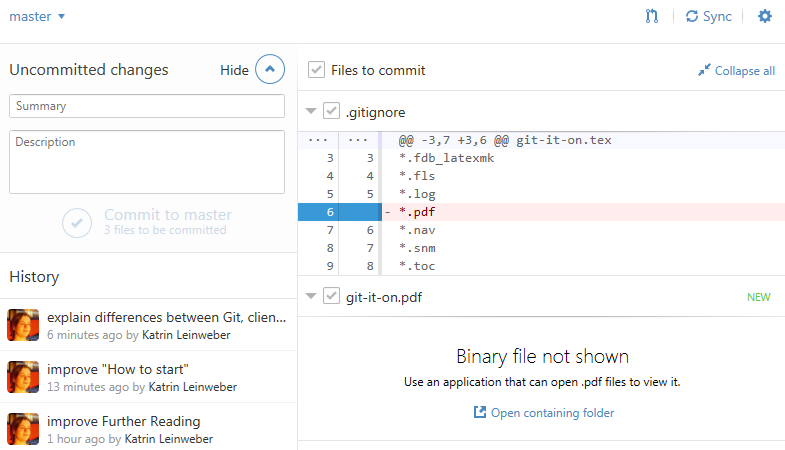 master
Sync
Uncommitted changes
Hide
Summary
Description
Commit to master
3 files to be committed
History
explain differences between Git, clien...
6 minutes ago by Katrin Leinweber
improve "How to start"
13 minutes ago by Katrin Leinweber
improve Further Reading
1 hour ago by Katrin Leinweber
Files to commit
Collapse all
.gitignore
... ... @@ -3,7 +3,6 @@ git-it-on.tex
3 3 *.fdb_latexmk
4 4 *.fls
5 5 *.log
6 - *.pdf
7 6 *.nav
8 7 *.snm
9 8 *.toc
git-it-on.pdf
NEW
Binary file not shown
Use an application that can open .pdf files to view it.
Open containing folder